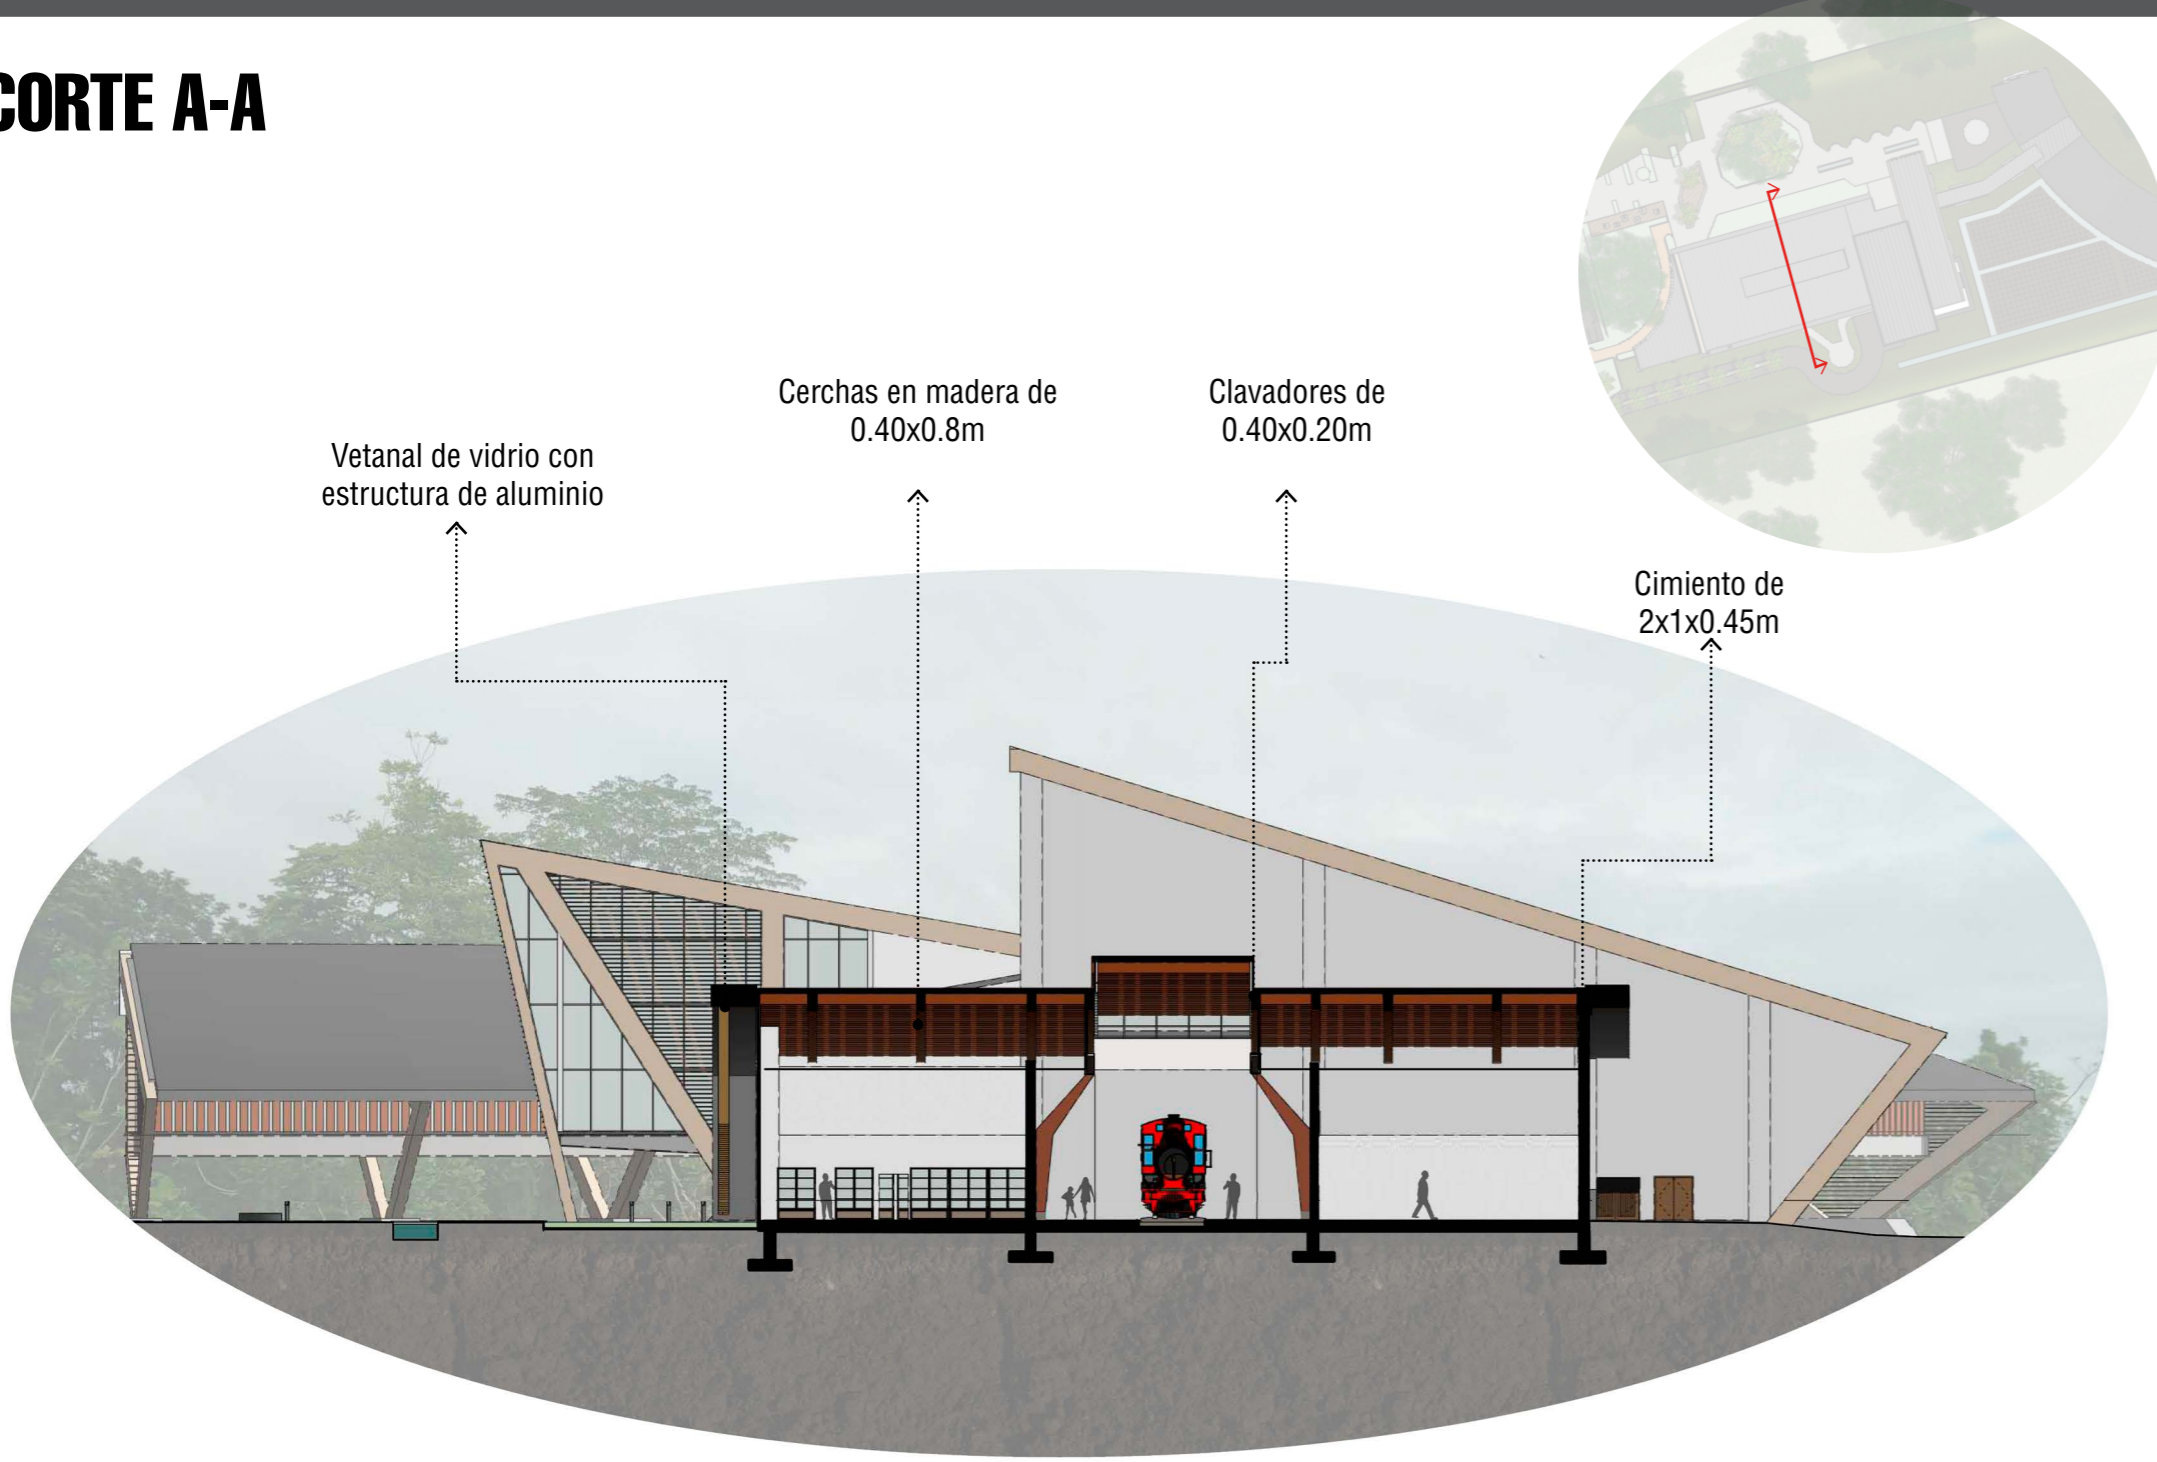 CORTE A-A
Cerchas en madera de
0.40x0.8m
Clavadores de
0.40x0.20m
Vetanal de vidrio con
estructura de aluminio
Cimiento de
2x1x0.45m